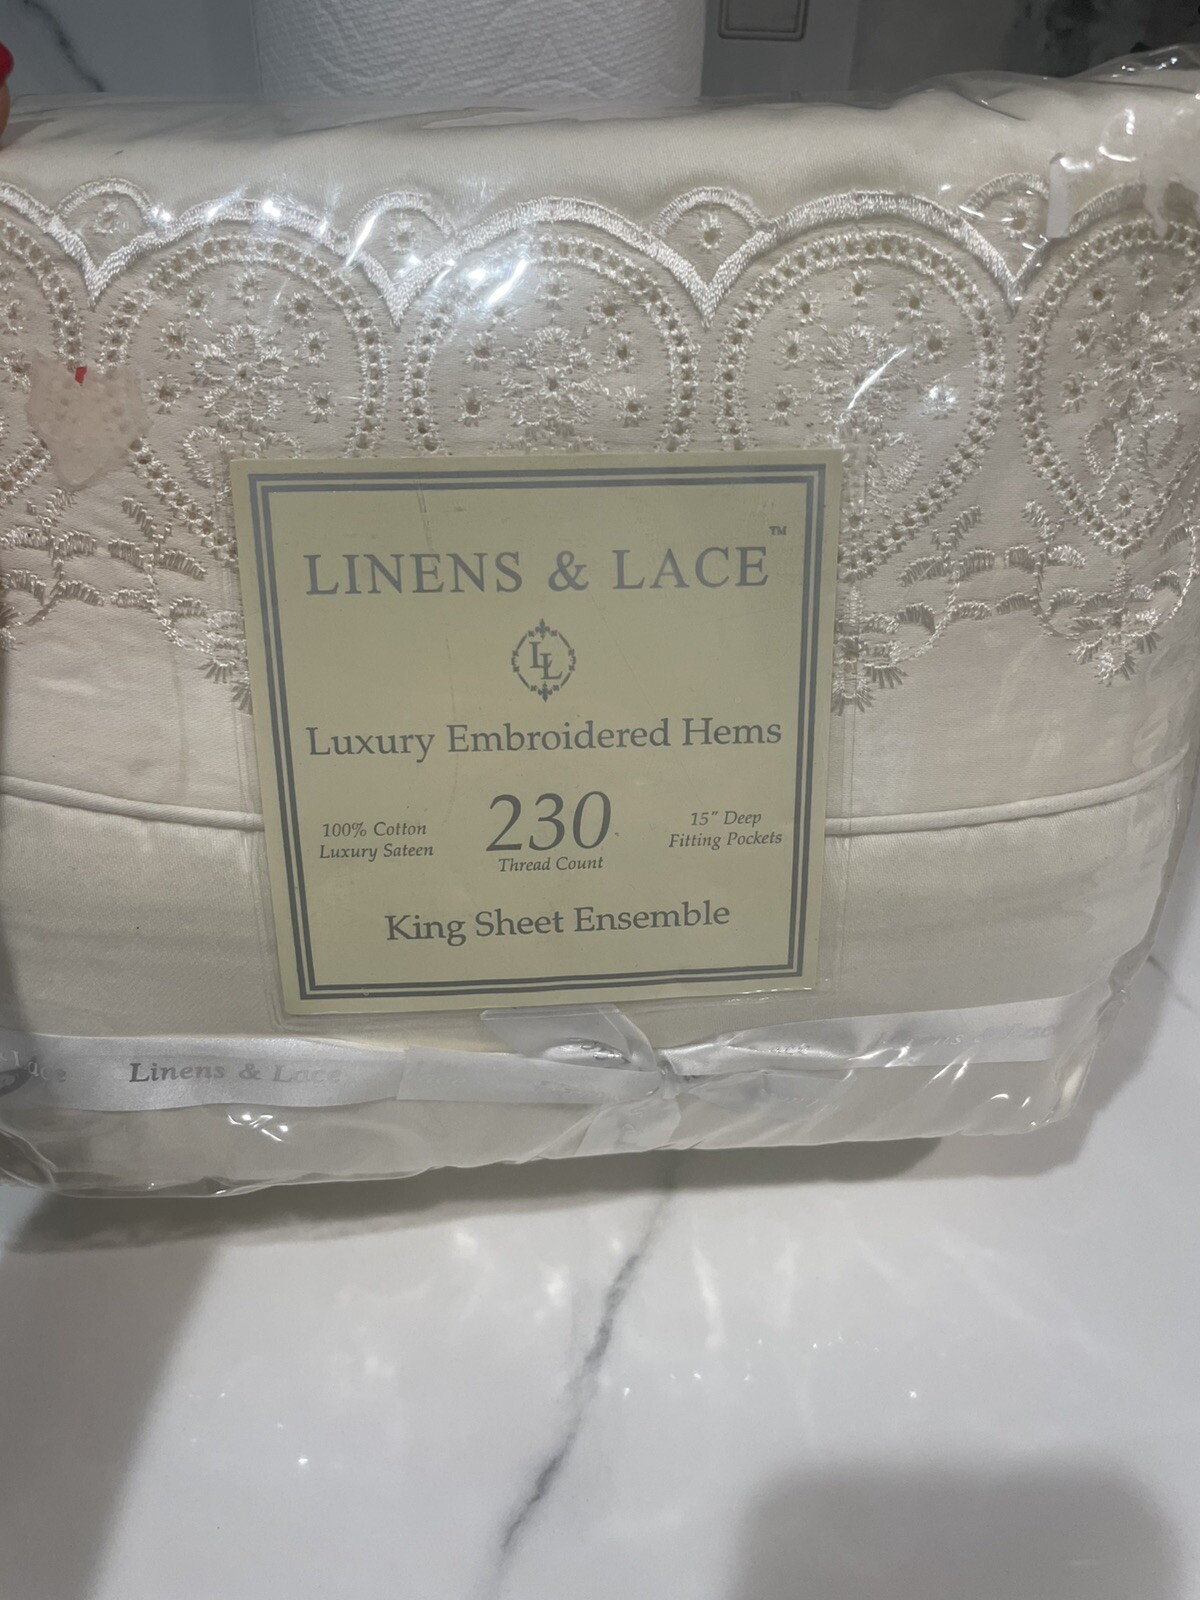 LINENS & LACE™
LL
Luxury Embroidered Hems
100% Cotton
Luxury Sateen
230
Thread Count
15" Deep
Fitting Pockets
King Sheet Ensemble
Lace Linens & Lace